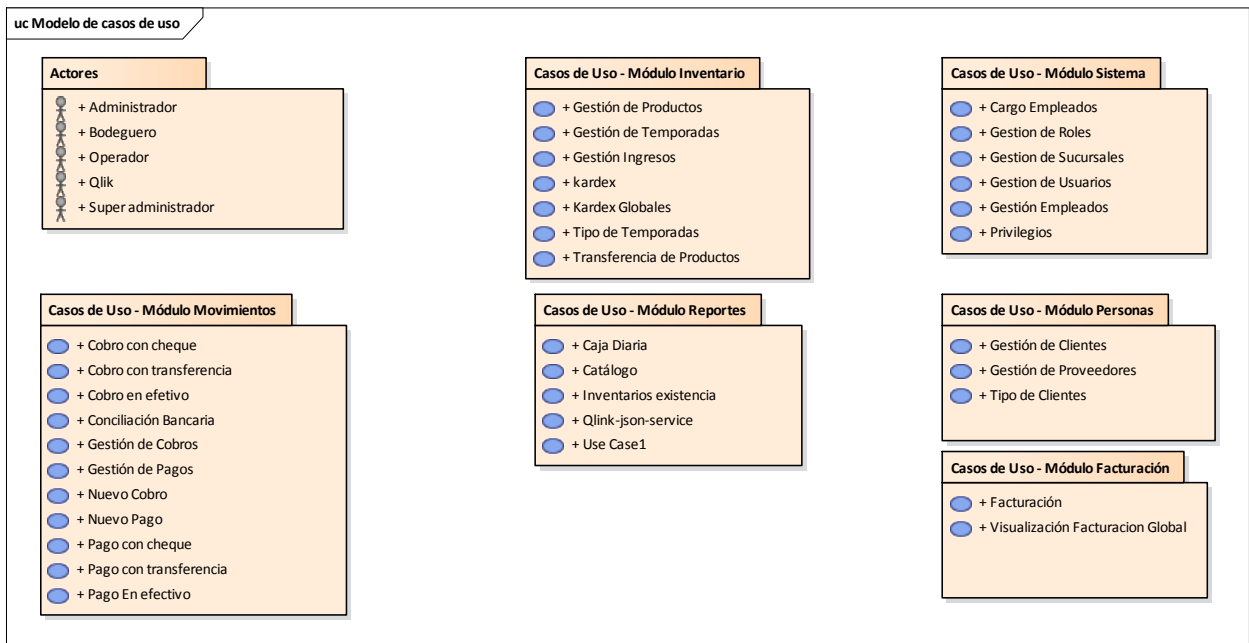 uc Modelo de casos de uso
Actores
+ Administrador
+ Bodeguero
+ Operador
+ Qlik
+ Super administrador
Casos de Uso - Módulo Inventario
+ Gestión de Productos
+ Gestión de Temporadas
+ Gestión Ingresos
+ kardex
+ Kardex Globales
+ Tipo de Temporadas
+ Transferencia de Productos
Casos de Uso - Módulo Sistema
+ Cargo Empleados
+ Gestion de Roles
+ Gestion de Sucursales
+ Gestion de Usuarios
+ Gestión Empleados
+ Privilegios
Casos de Uso - Módulo Movimientos
+ Cobro con cheque
+ Cobro con transferencia
+ Cobro en efetivo
+ Conciliación Bancaria
+ Gestión de Cobros
+ Gestión de Pagos
+ Nuevo Cobro
+ Nuevo Pago
+ Pago con cheque
+ Pago con transferencia
+ Pago En efectivo
Casos de Uso - Módulo Reportes
+ Caja Diaria
+ Catálogo
+ Inventarios existencia
+ Qlink-json-service
+ Use Case1
Casos de Uso - Módulo Personas
+ Gestión de Clientes
+ Gestión de Proveedores
+ Tipo de Clientes
Casos de Uso - Módulo Facturación
+ Facturación
+ Visualización Facturacion Global